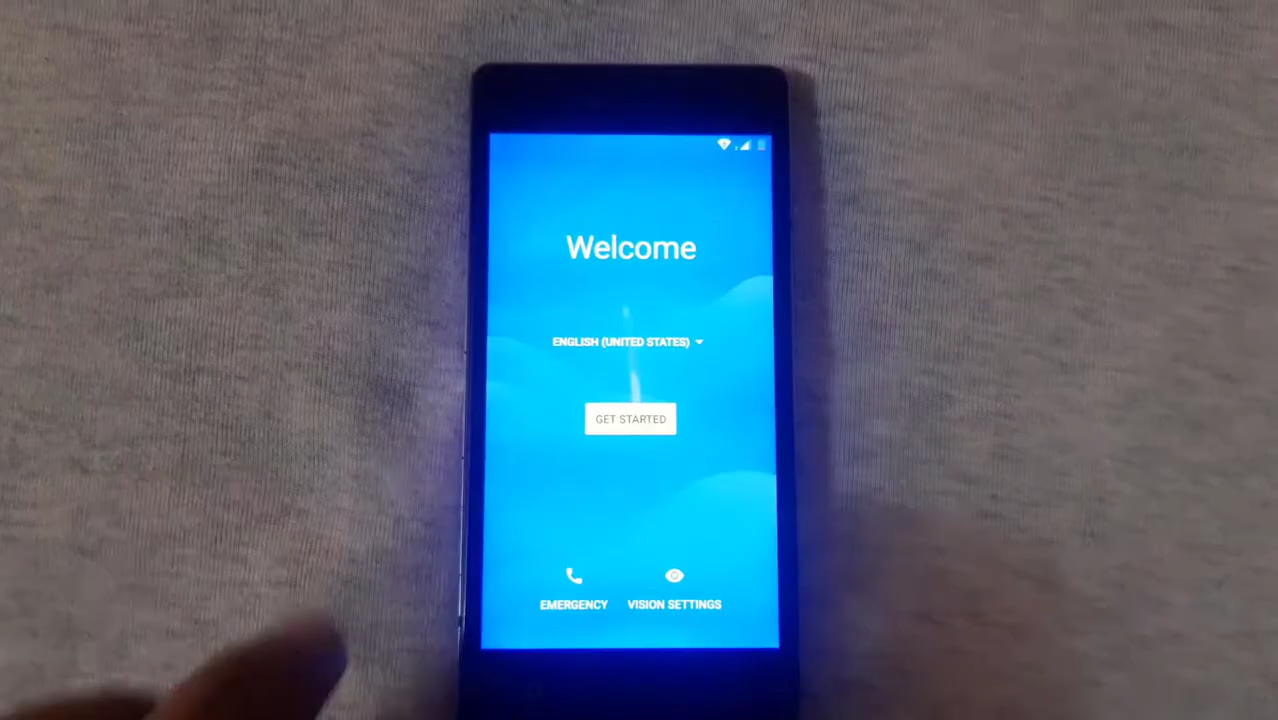 Welcome
ENGLISH (UNITED STATES)
GET STARTED
EMERGENCY
VISION SETTINGS